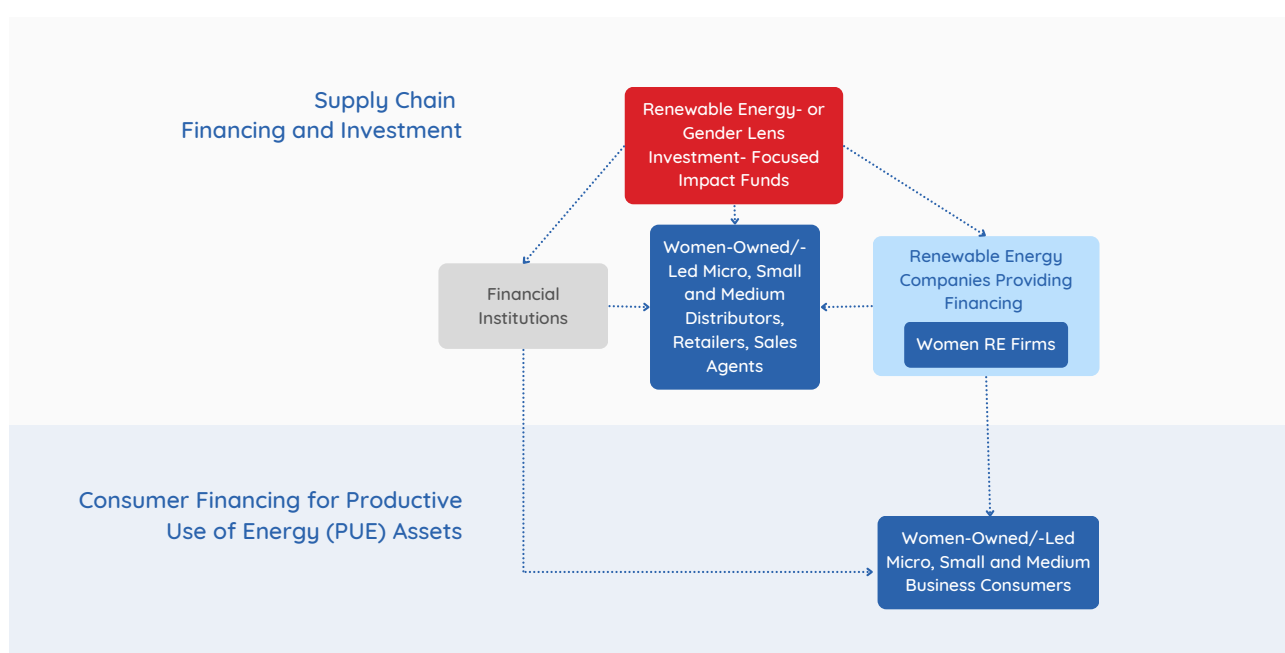 Supply Chain
Financing and Investment
Renewable Energy- or
Gender Lens
Investment- Focused
Impact Funds
Financial
Institutions
Women-Owned/-
Led Micro, Small
and Medium
Distributors,
Retailers, Sales
Agents
Renewable Energy
Companies Providing
Financing
Women RE Firms
Consumer Financing for Productive
Use of Energy (PUE) Assets
Women-Owned/-Led
Micro, Small and Medium
Business Consumers